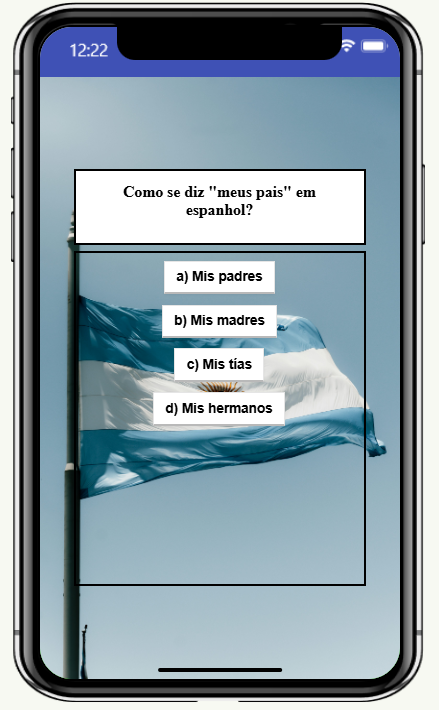 12:22
Como se diz "meus pais" em
espanhol?
a) Mis padres
b) Mis madres
c) Mis tías
d) Mis hermanos